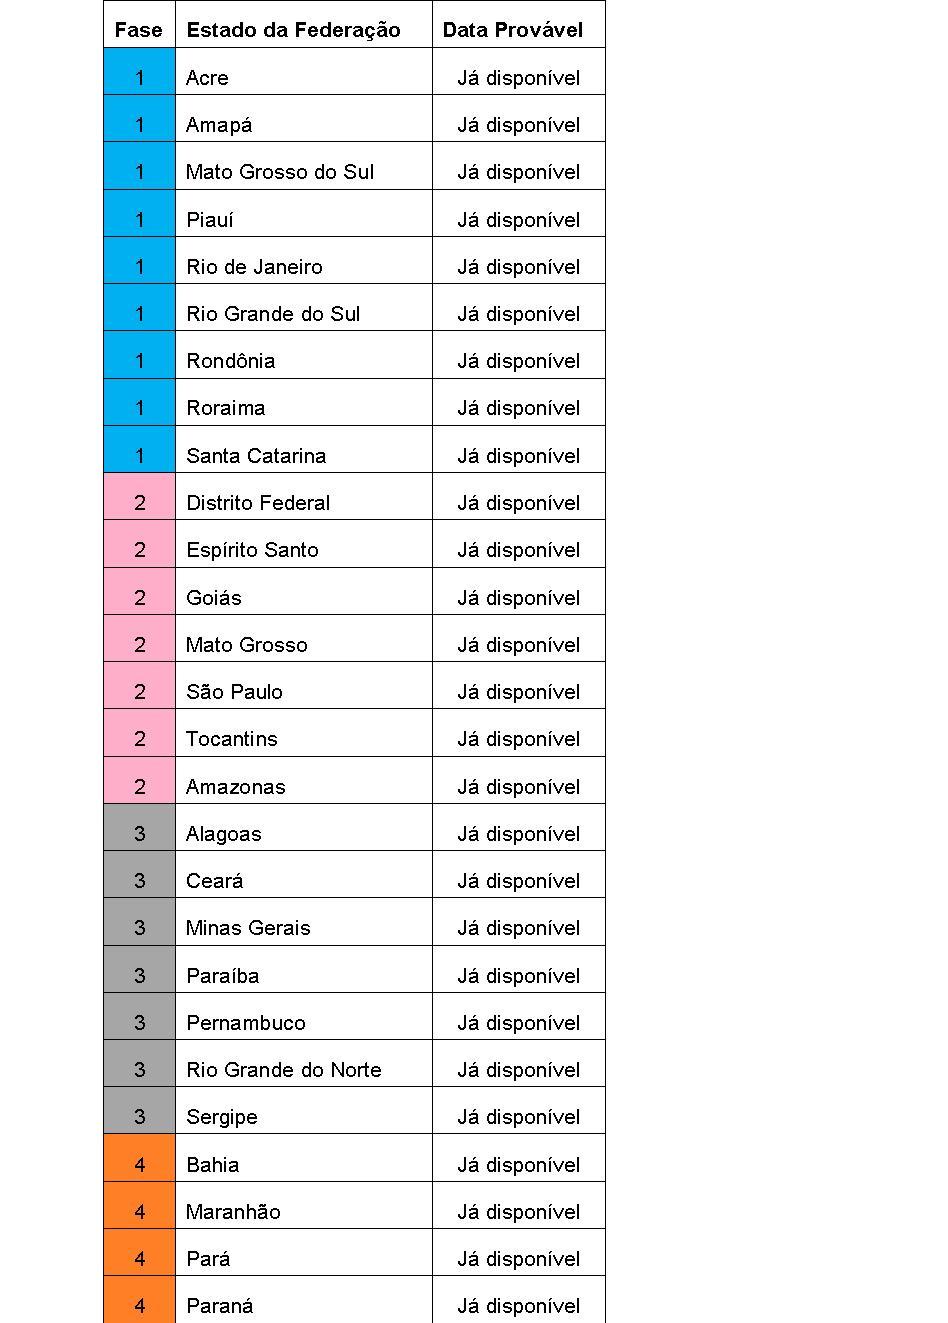 Fase Estado da Federação Data Provável
1 Acre Já disponível
1 Amapá Já disponível
1 Mato Grosso do Sul Já disponível
1 Piauí Já disponível
1 Rio de Janeiro Já disponível
1 Rio Grande do Sul Já disponível
1 Rondônia Já disponível
1 Roraima Já disponível
1 Santa Catarina Já disponível
2 Distrito Federal Já disponível
2 Espírito Santo Já disponível
2 Goiás Já disponível
2 Mato Grosso Já disponível
2 São Paulo Já disponível
2 Tocantins Já disponível
2 Amazonas Já disponível
3 Alagoas Já disponível
3 Ceará Já disponível
3 Minas Gerais Já disponível
3 Paraíba Já disponível
3 Pernambuco Já disponível
3 Rio Grande do Norte Já disponível
3 Sergipe Já disponível
4 Bahia Já disponível
4 Maranhão Já disponível
4 Pará Já disponível
4 Paraná Já disponível